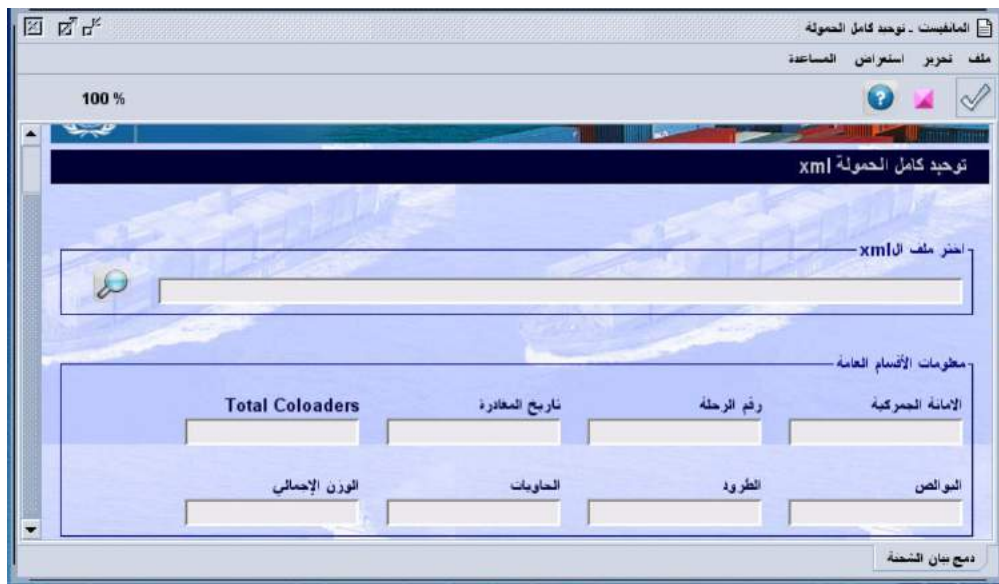 المانفيست - توحيد كامل الحمولة
ملف تحرير استعراض المساعدة
100 %
توحيد كامل الحمولة xml
اختر ملف الxml
معلومات الأقسام العامة
الامانة الجمركية رقم الرحلة تاريخ المغادرة Total Coloaders
البوالص الطرود الحاويات الوزن الإجمالي
دمج بيان الشحنة